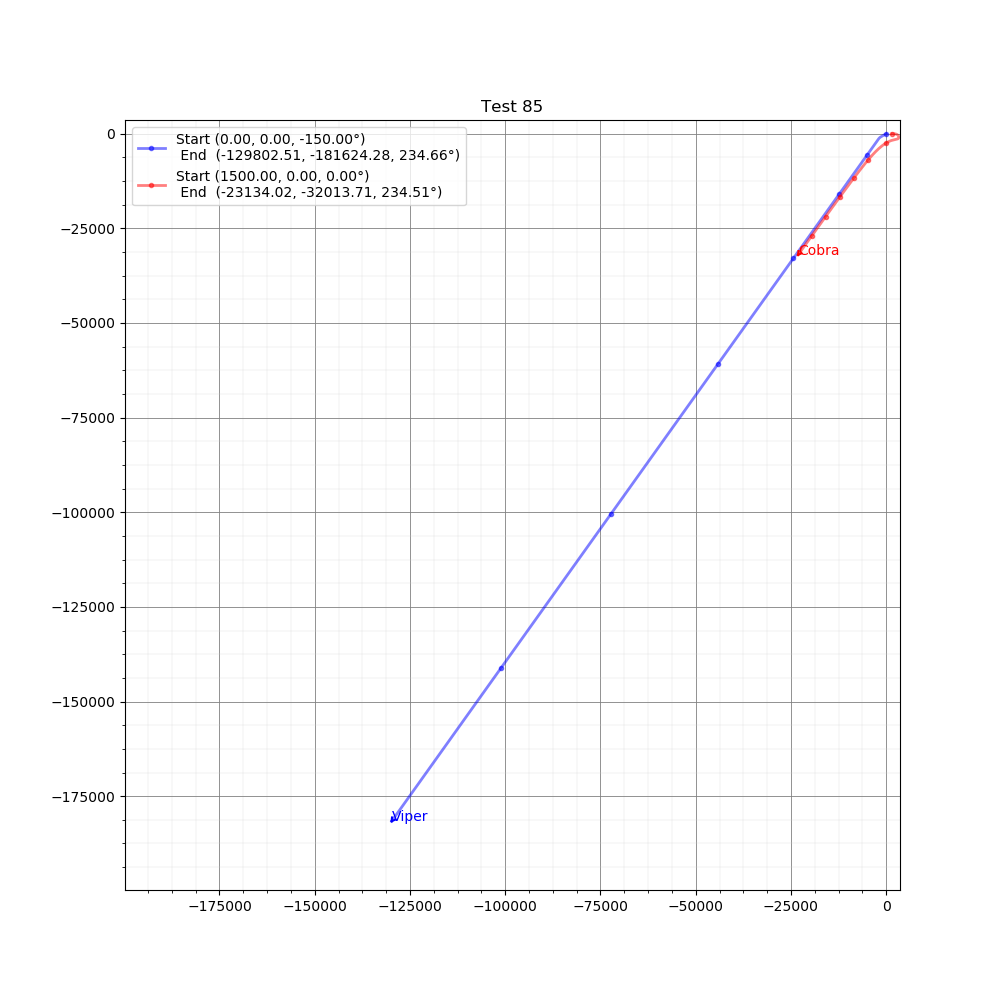 Test 85
Start (0.00, 0.00, -150.00°)
End (-129802.51, -181624.28, 234.66°)
Start (1500.00, 0.00, 0.00°)
End (-23134.02, -32013.71, 234.51°)
0
−25000
−50000
−75000
−100000
−125000
−150000
−175000
Cobra
Viper
−175000 −150000 −125000 −100000 −75000 −50000 −25000 0